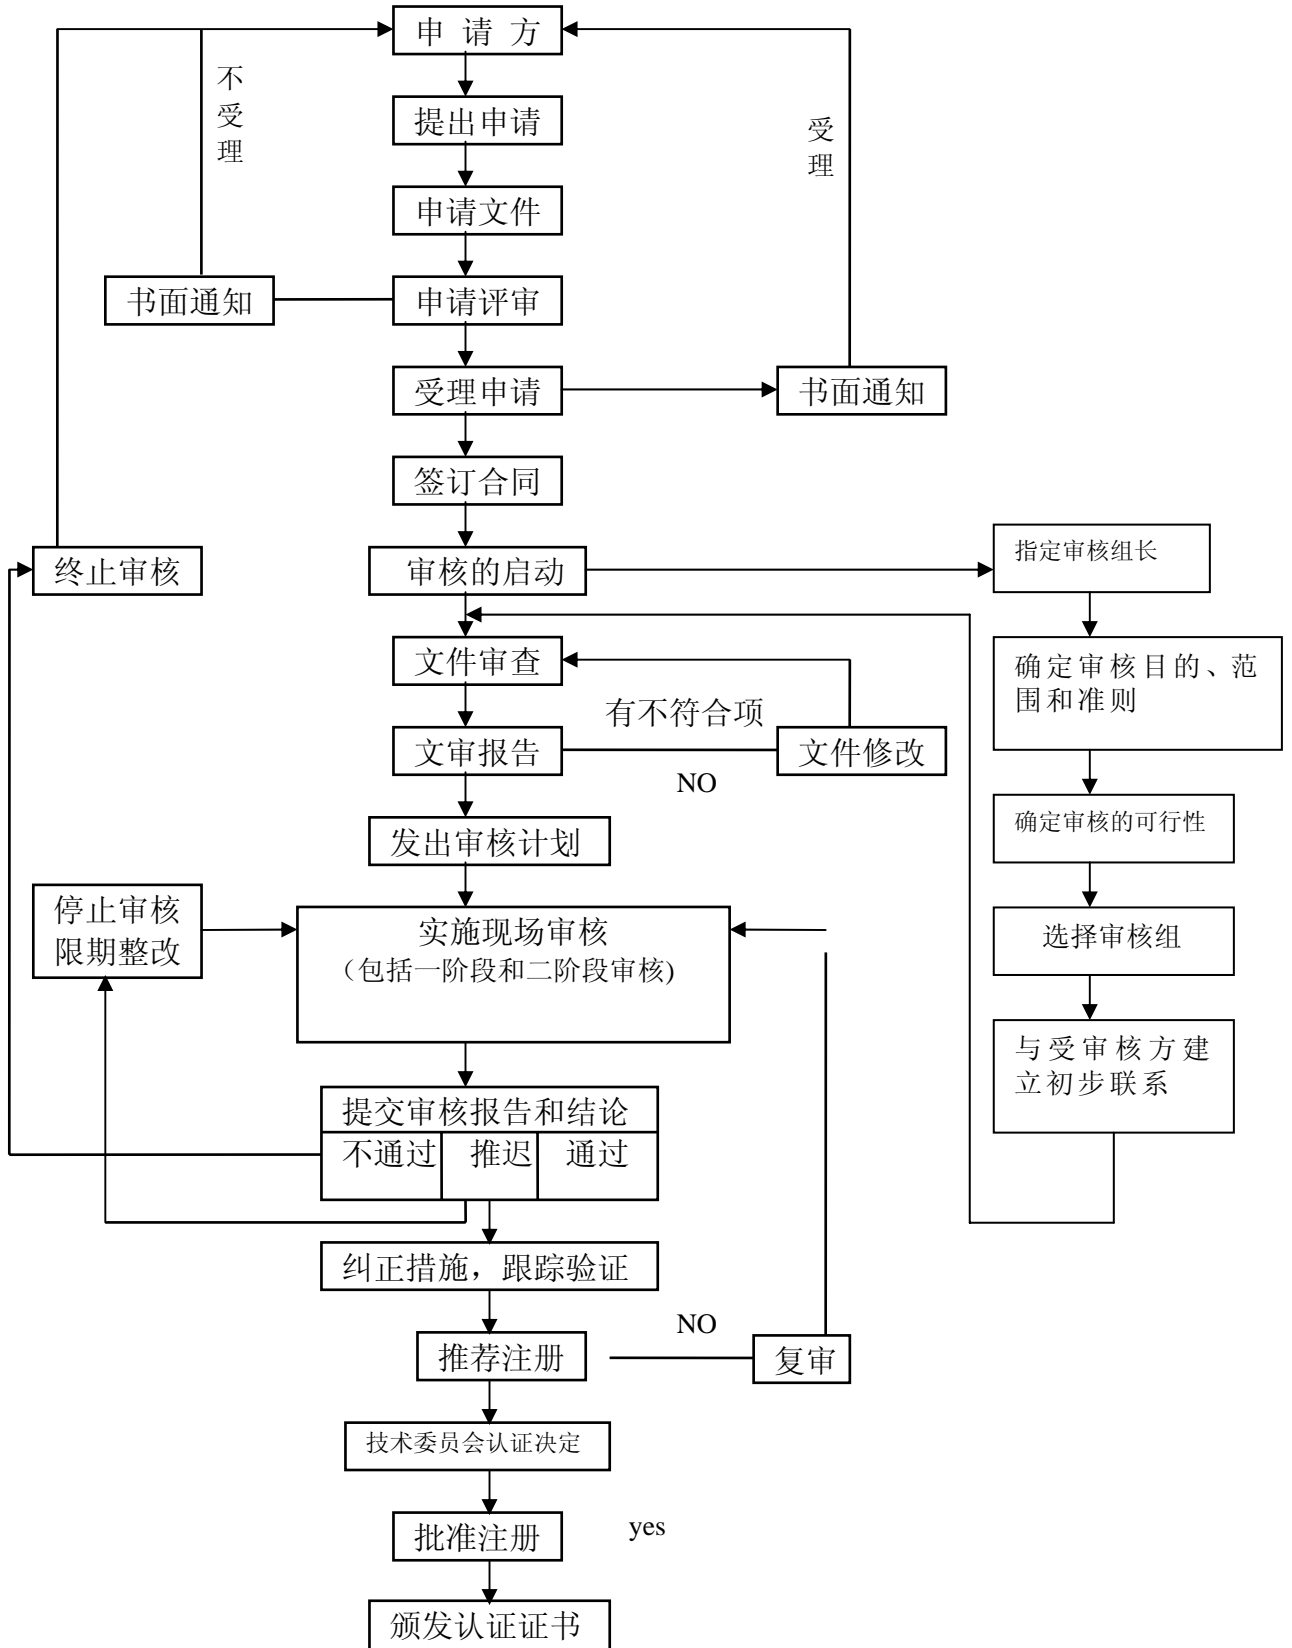 申 请 方
不
受
理
提出申请
受
理
申请文件
书面通知
申请评审
受理申请
书面通知
签订合同
终止审核
审核的启动
指定审核组长
文件审查
确定审核目的、范
围和准则
有不符合项
文审报告
文件修改
NO
发出审核计划
确定审核的可行性
停止审核
限期整改
实施现场审核
（包括一阶段和二阶段审核)
选择审核组
与受审核方建
立初步联系
提交审核报告和结论
不通过
推迟
通过
纠正措施，跟踪验证
NO
推荐注册
复审
技术委员会认证决定
批准注册
yes
颁发认证证书